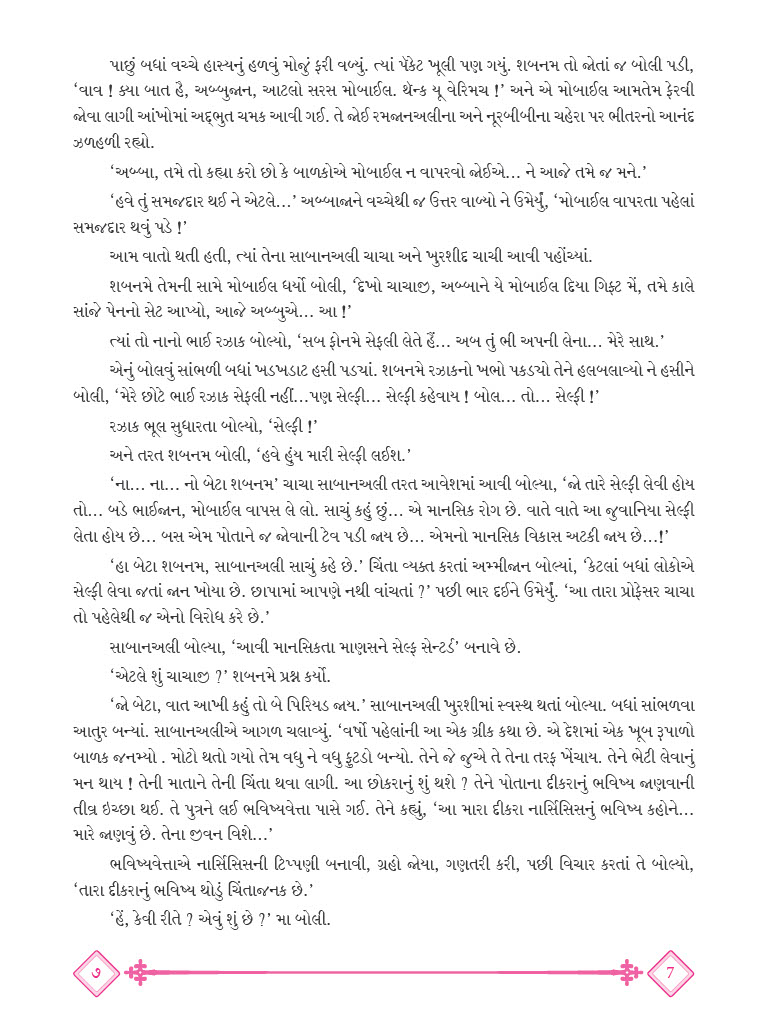 પાછું બધાં વચ્ચે હાસ્યનું હળવું મોજું ફરી વળ્યું. ત્યાં પૅકેટ ખૂલી પણ ગયું. શબનમ તો જોતાં જ બોલી પડી,
‘વાવ ! ક્યા બાત હૈ, અબ્બુજાન, આટલો સરસ મોબાઈલ. થૅન્ક યૂ વેરિમચ !’ અને એ મોબાઈલ આમતેમ ફેરવી
જોવા લાગી આંખોમાં અદ્ભુત ચમક આવી ગઈ. તે જોઈ રમજાનઅલીના અને નૂરબીબીના ચહેરા પર ભીતરનો આનંદ
ઝળહળી રહ્યો.
‘અબ્બા, તમે તો કહ્યા કરો છો કે બાળકોએ મોબાઈલ ન વાપરવો જોઈએ... ને આજે તમે જ મને.’
‘હવે તું સમજદાર થઈ ને એટલે...’ અબ્બાજાને વચ્ચેથી જ ઉત્તર વાળ્યો ને ઉમેર્યું, ‘મોબાઈલ વાપરતા પહેલાં
સમજદાર થવું પડે !’
આમ વાતો થતી હતી, ત્યાં તેના સાબાનઅલી ચાચા અને ખુરશીદ ચાચી આવી પહોંચ્યાં.
શબનમે તેમની સામે મોબાઈલ ધર્યો બોલી, ‘દેખો ચાચાજી, અબ્બાને યે મોબાઈલ દિયા ગિફ્ટ મેં, તમે કાલે
સાંજે પેનનો સેટ આપ્યો, આજે અબ્બુએ... આ !’
ત્યાં તો નાનો ભાઈ રઝાક બોલ્યો, ‘સબ ફોનમે સેફલી લેતે હૈં... અબ તું ભી અપની લેના... મેરે સાથ.’
એનું બોલવું સાંભળી બધાં ખડખડાટ હસી પડ્યાં. શબનમે રઝાકનો ખભો પકડ્યો તેને હલબલાવ્યો ને હસીને
બોલી, ‘મેરે છોટે ભાઈ રઝાક સેફલી નહીં...પણ સેલ્ફી... સેલ્ફી કહેવાય ! બોલ... તો... સેલ્ફી !’
રઝાક ભૂલ સુધારતા બોલ્યો, ‘સેલ્ફી !’
અને તરત શબનમ બોલી, ‘હવે હુંય મારી સેલ્ફી લઈશ.’
‘ના... ના... નો બેટા શબનમ’ ચાચા સાબાનઅલી તરત આવેશમાં આવી બોલ્યા, ‘જો તારે સેલ્ફી લેવી હોય
તો... બડે ભાઈજાન, મોબાઈલ વાપસ લે લો. સાચું કહું છું... એ માનસિક રોગ છે. વાતે વાતે આ જુવાનિયા સેલ્ફી
લેતા હોય છે... બસ એમ પોતાને જ જોવાની ટેવ પડી જાય છે... એમનો માનસિક વિકાસ અટકી જાય છે...!’
‘હા બેટા શબનમ, સાબાનઅલી સાચું કહે છે.’ ચિંતા વ્યક્ત કરતાં અમ્મીજાન બોલ્યાં, ‘કેટલાં બધાં લોકોએ
સેલ્ફી લેવા જતાં જાન ખોયા છે. છાપામાં આપણે નથી વાંચતાં ?’ પછી ભાર દઈને ઉમેર્યું. ‘આ તારા પ્રોફેસર ચાચા
તો પહેલેથી જ એનો વિરોધ કરે છે.’
સાબાનઅલી બોલ્યા, ‘આવી માનસિકતા માણસને સેલ્ફ સેન્ટર્ડ’ બનાવે છે.
‘એટલે શું ચાચાજી ?’ શબનમે પ્રશ્ન કર્યો.
‘જો બેટા, વાત આખી કહું તો બે પિરિયડ જાય.’ સાબાનઅલી ખુરશીમાં સ્વસ્થ થતાં બોલ્યા. બધાં સાંભળવા
આતુર બન્યાં. સાબાનઅલીએ આગળ ચલાવ્યું. ‘વર્ષો પહેલાંની આ એક ગ્રીક કથા છે. એ દેશમાં એક ખૂબ રૂપાળો
બાળક જનમ્યો . મોટો થતો ગયો તેમ વધુ ને વધુ ફુટડો બન્યો. તેને જે જુએ તે તેના તરફ ખેંચાય. તેને ભેટી લેવાનું
મન થાય ! તેની માતાને તેની ચિંતા થવા લાગી. આ છોકરાનું શું થશે ? તેને પોતાના દીકરાનું ભવિષ્ય જાણવાની
તીવ્ર ઇચ્છા થઈ. તે પુત્રને લઈ ભવિષ્યવેત્તા પાસે ગઈ. તેને કહ્યું, ‘આ મારા દીકરા નાર્સિસિસનું ભવિષ્ય કહોને...
મારે જાણવું છે. તેના જીવન વિશે...’
ભવિષ્યવેત્તાએ નાર્સિસિસની ટિપ્પણી બનાવી, ગ્રહો જોયા, ગણતરી કરી, પછી વિચાર કરતાં તે બોલ્યો,
‘તારા દીકરાનું ભવિષ્ય થોડું ચિંતાજનક છે.’
‘હેં, કેવી રીતે ? એવું શું છે ?’ મા બોલી.
૭
7